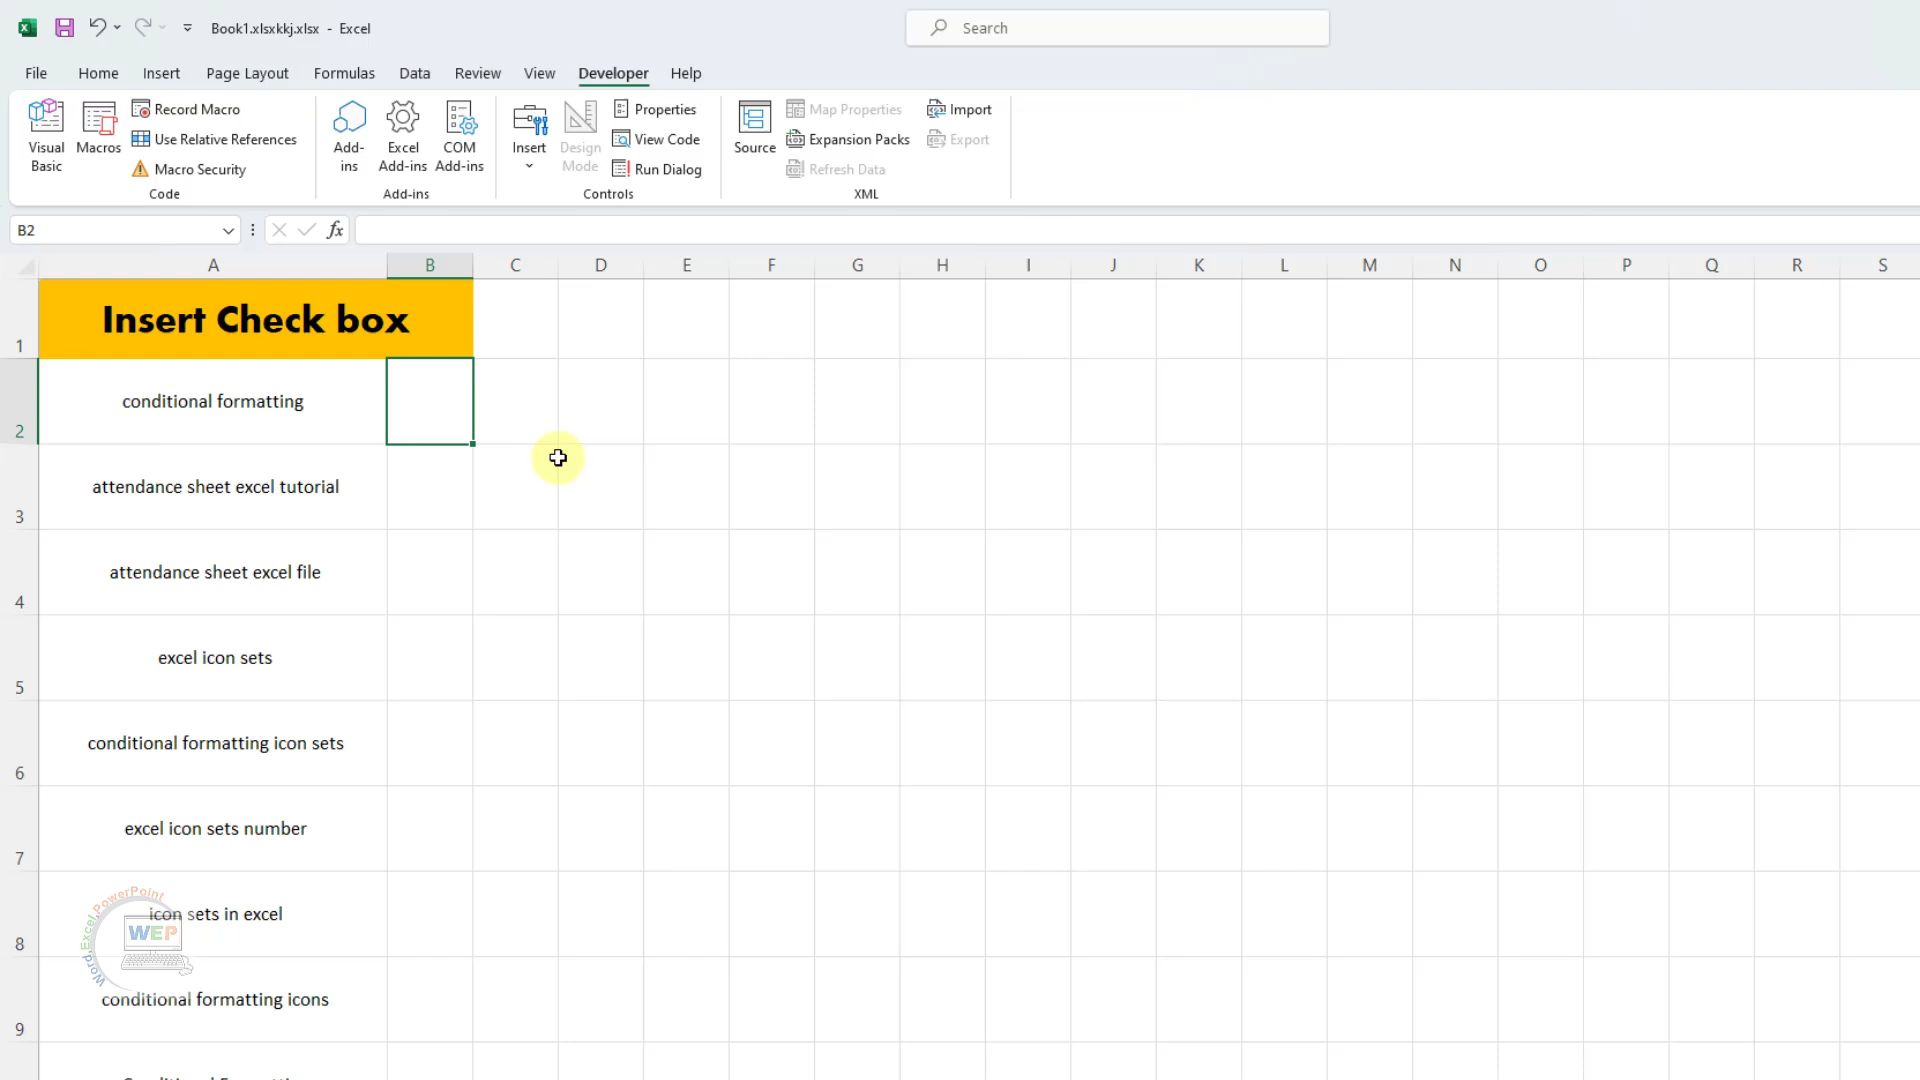 Book1.xlsxkkj.xlsx - Excel
Search
File Home Insert Page Layout Formulas Data Review View Developer Help
Visual Basic
Macros
Record Macro
Use Relative References
Macro Security
Code
Add-ins
Excel Add-ins
COM Add-ins
Add-ins
Insert
Design Mode
Properties
View Code
Run Dialog
Controls
Source
Map Properties
Expansion Packs
Refresh Data
Import
Export
XML
B2
fx
A B C D E F G H I J K L M N O P Q R S
Insert Check box
1
conditional formatting
2
attendance sheet excel tutorial
3
attendance sheet excel file
4
excel icon sets
5
conditional formatting icon sets
6
excel icon sets number
7
icon sets in excel
8
Word Excel PowerPoint
WEP
conditional formatting icons
9